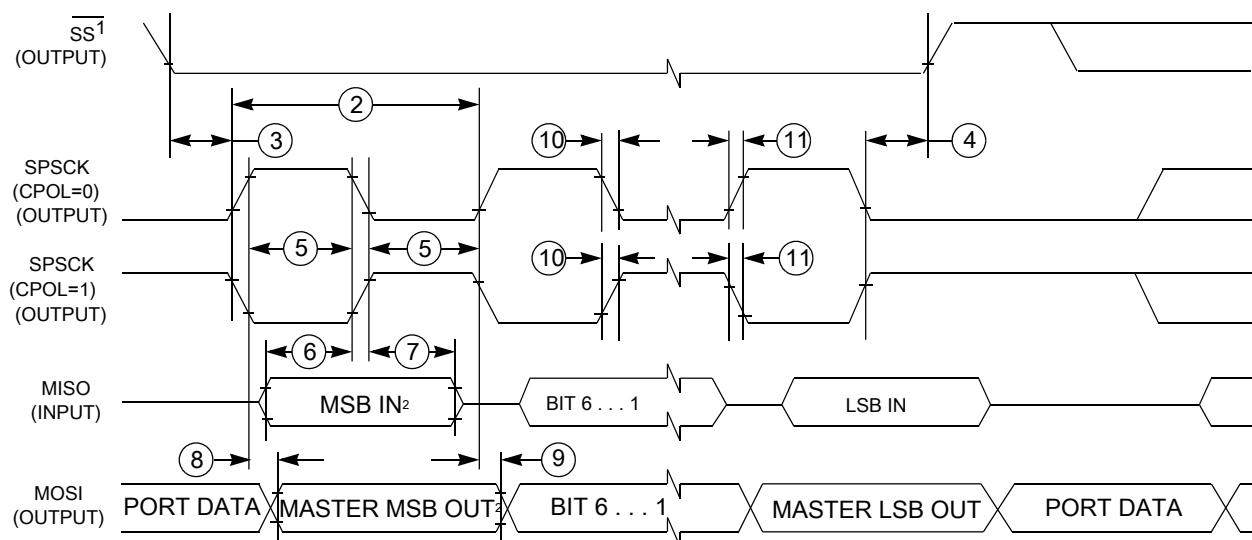 SS1
(OUTPUT)
2
3
10
11
4
SPSCK
(CPOL=0)
(OUTPUT)
5
5
10
11
SPSCK
(CPOL=1)
(OUTPUT)
6
7
MISO
(INPUT)
MSB IN2
BIT 6 . . . 1
LSB IN
8
9
MOSI
(OUTPUT)
PORT DATA
MASTER MSB OUT2
BIT 6 . . . 1
MASTER LSB OUT
PORT DATA